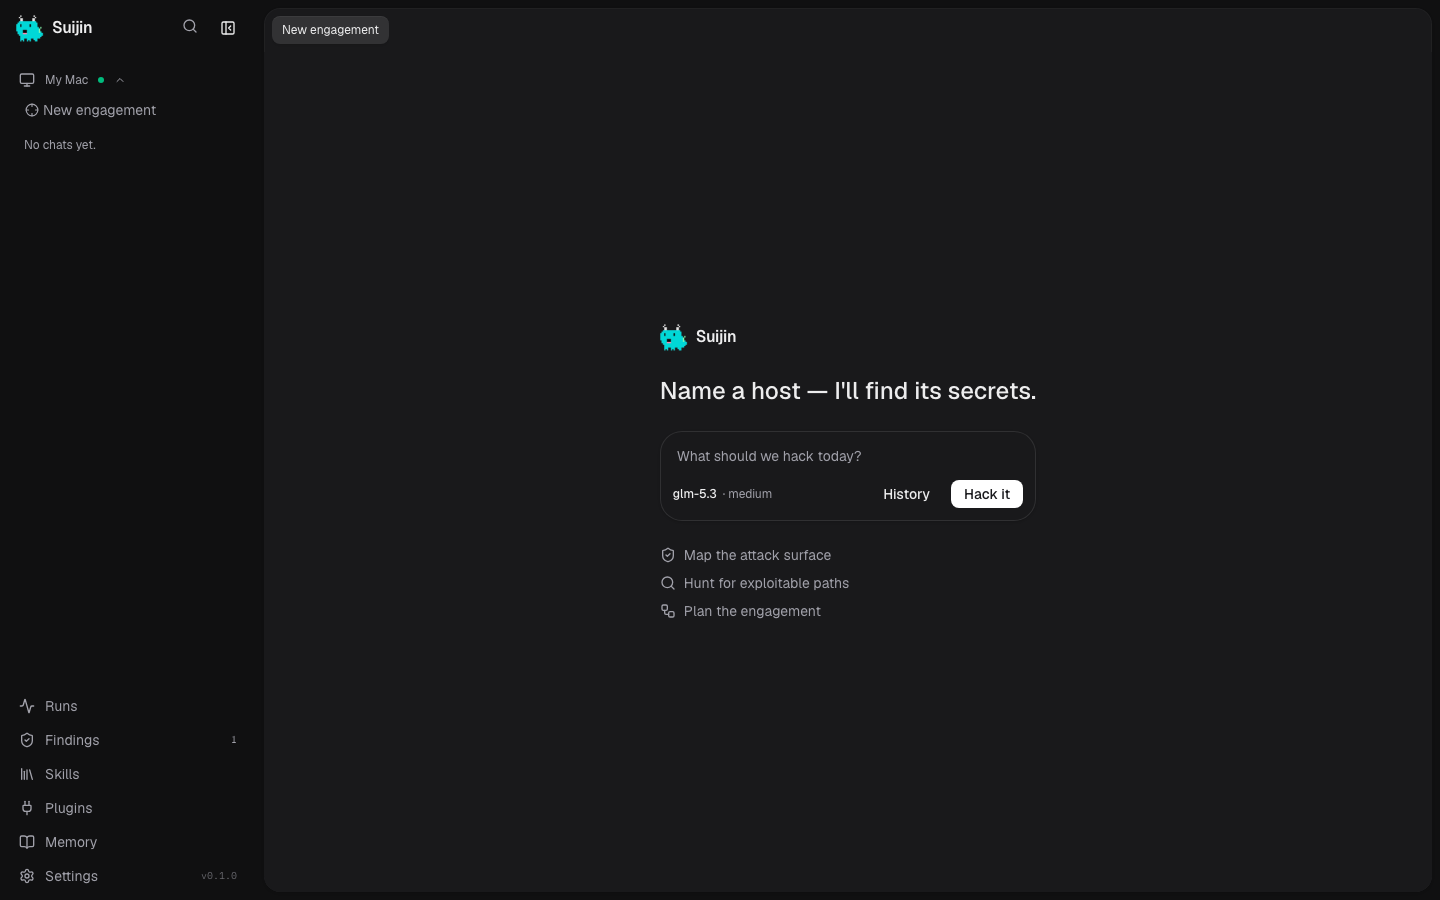 Suijin
My Mac
New engagement
No chats yet.
Runs
Findings 1
Skills
Plugins
Memory
Settings v0.1.0
New engagement
Suijin
Name a host — I'll find its secrets.
What should we hack today?
glm-5.3 · medium History Hack it
Map the attack surface
Hunt for exploitable paths
Plan the engagement